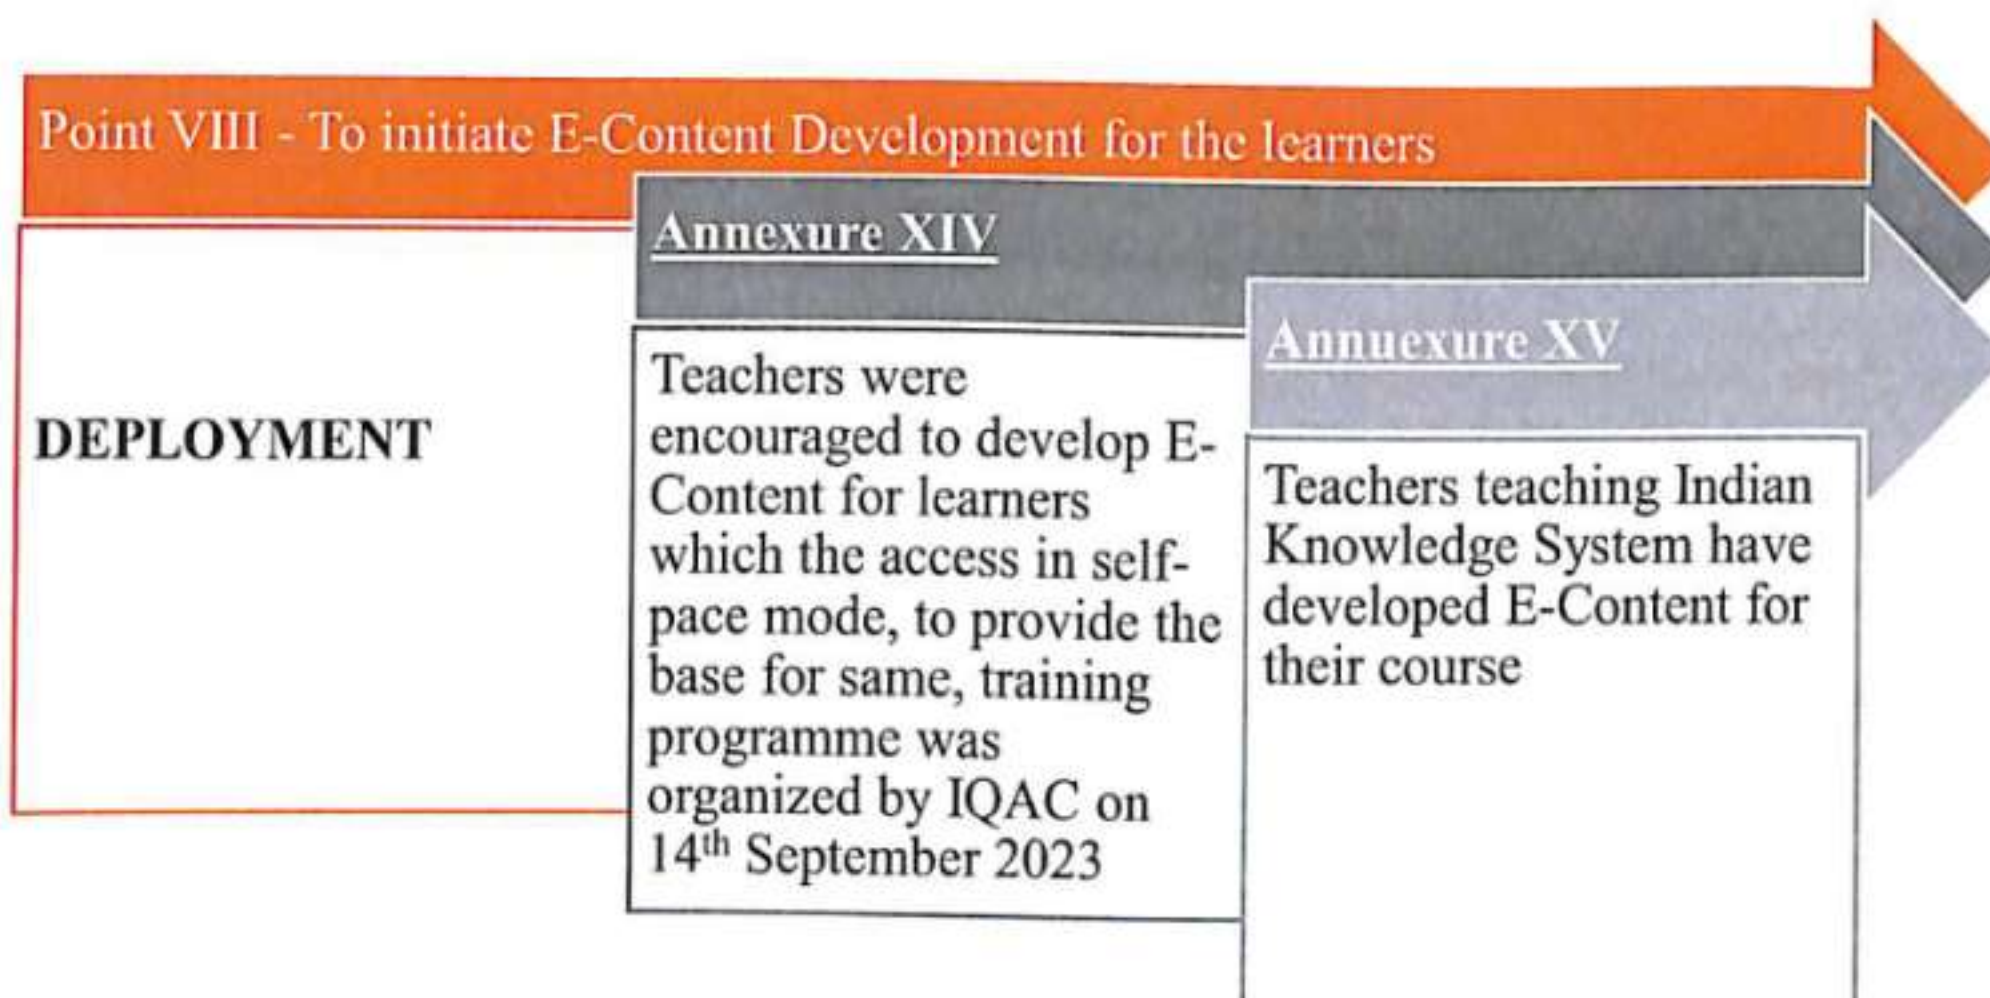 Point VIII - To initiate E-Content Development for the learners
DEPLOYMENT
Annexure XIV
Teachers were
encouraged to develop E-
Content for learners
which the access in self-
pace mode, to provide the
base for same, training
programme was
organized by IQAC on
14th September 2023
Annuexure XV
Teachers teaching Indian
Knowledge System have
developed E-Content for
their course